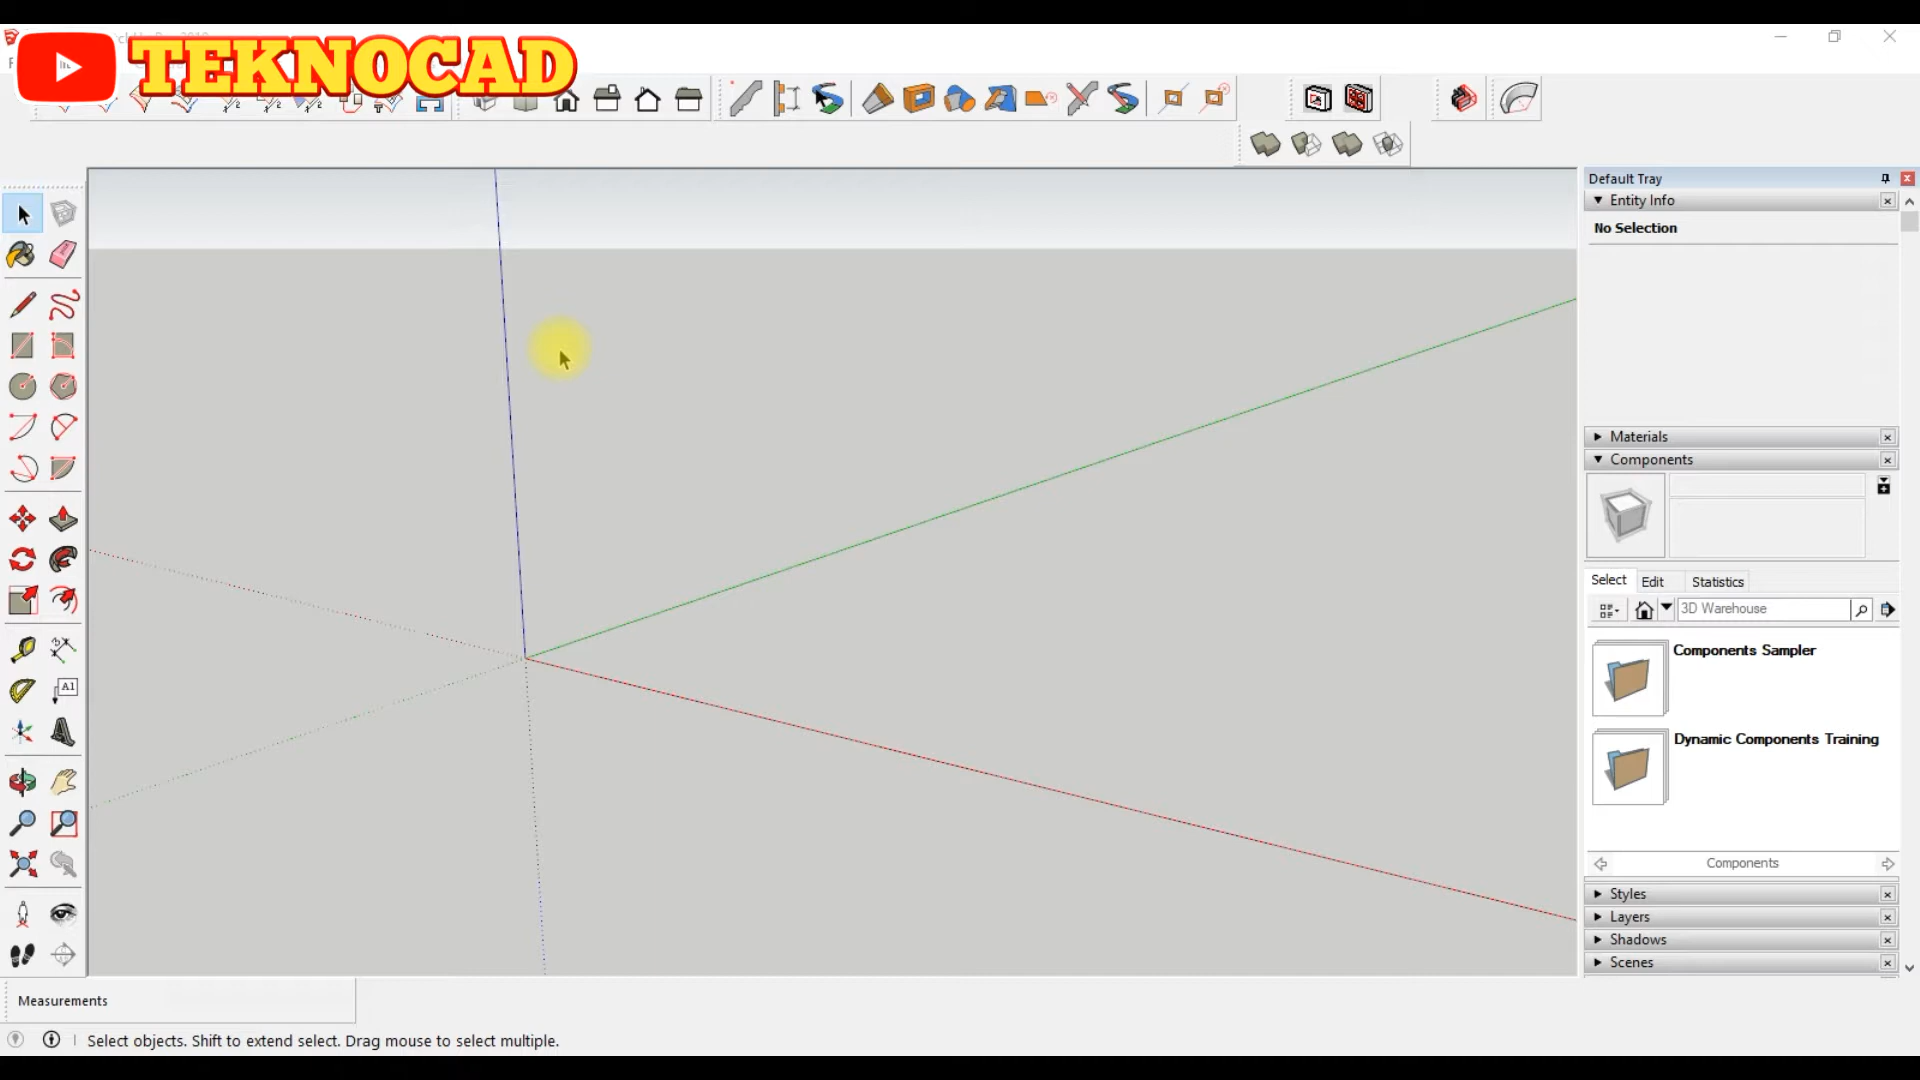 TEKNOCAD
Default Tray
Entity Info
No Selection
Materials
Components
Select Edit Statistics
3D Warehouse
Components Sampler
Dynamic Components Training
Components
Styles
Layers
Shadows
Scenes
A1
Measurements
Select objects. Shift to extend select. Drag mouse to select multiple.